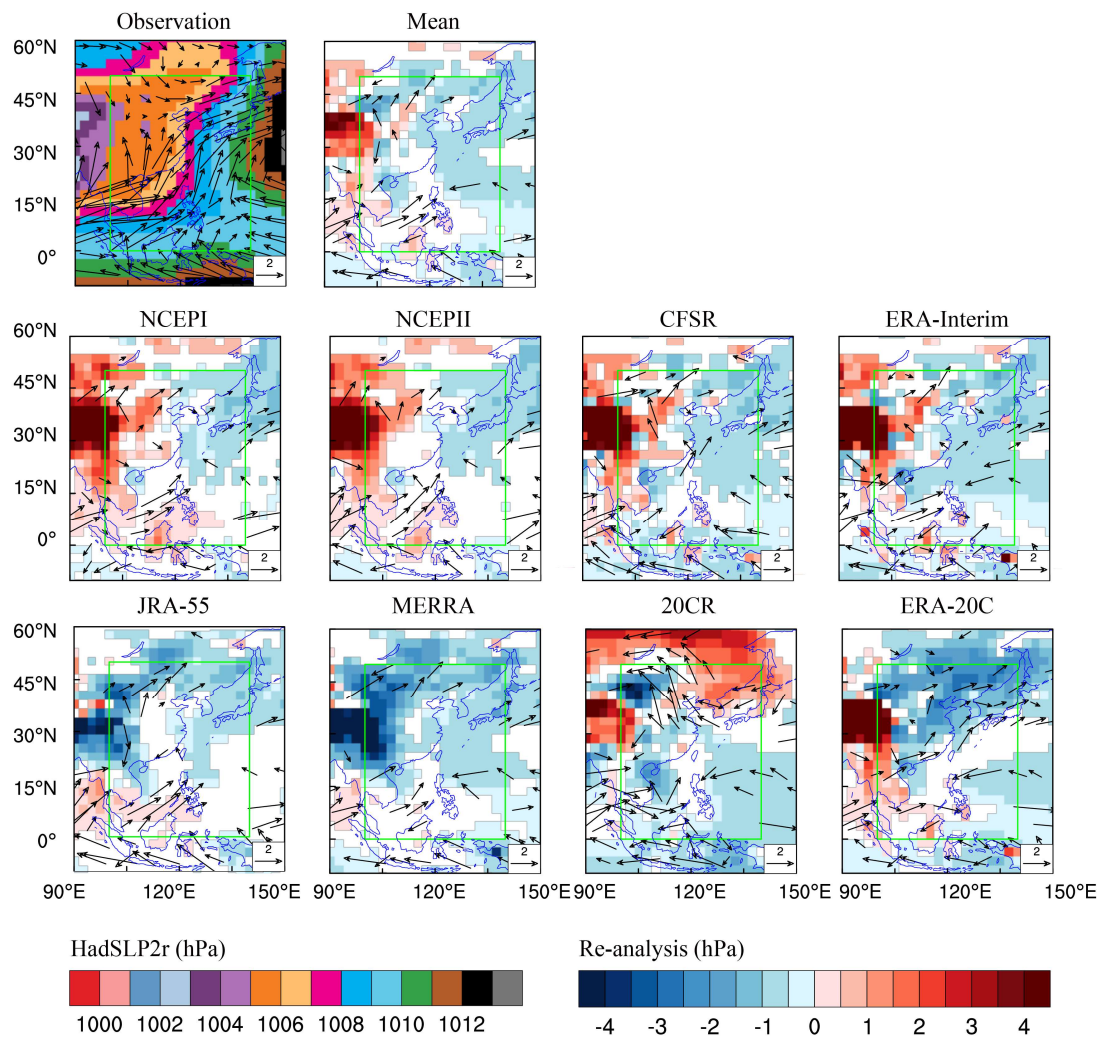 Observation Mean
60°N
45°N
30°N
15°N
0°
2 2
NCEPI NCEPII CFSR ERA-Interim
60°N
45°N
30°N
15°N
0°
2 2 2 2
JRA-55 MERRA 20CR ERA-20C
60°N
45°N
30°N
15°N
0°
2 2 2 2
90°E 120°E 150°E 90°E 120°E 150°E 90°E 120°E 150°E 90°E 120°E 150°E
HadSLP2r (hPa) Re-analysis (hPa)
1000 1002 1004 1006 1008 1010 1012 -4 -3 -2 -1 0 1 2 3 4